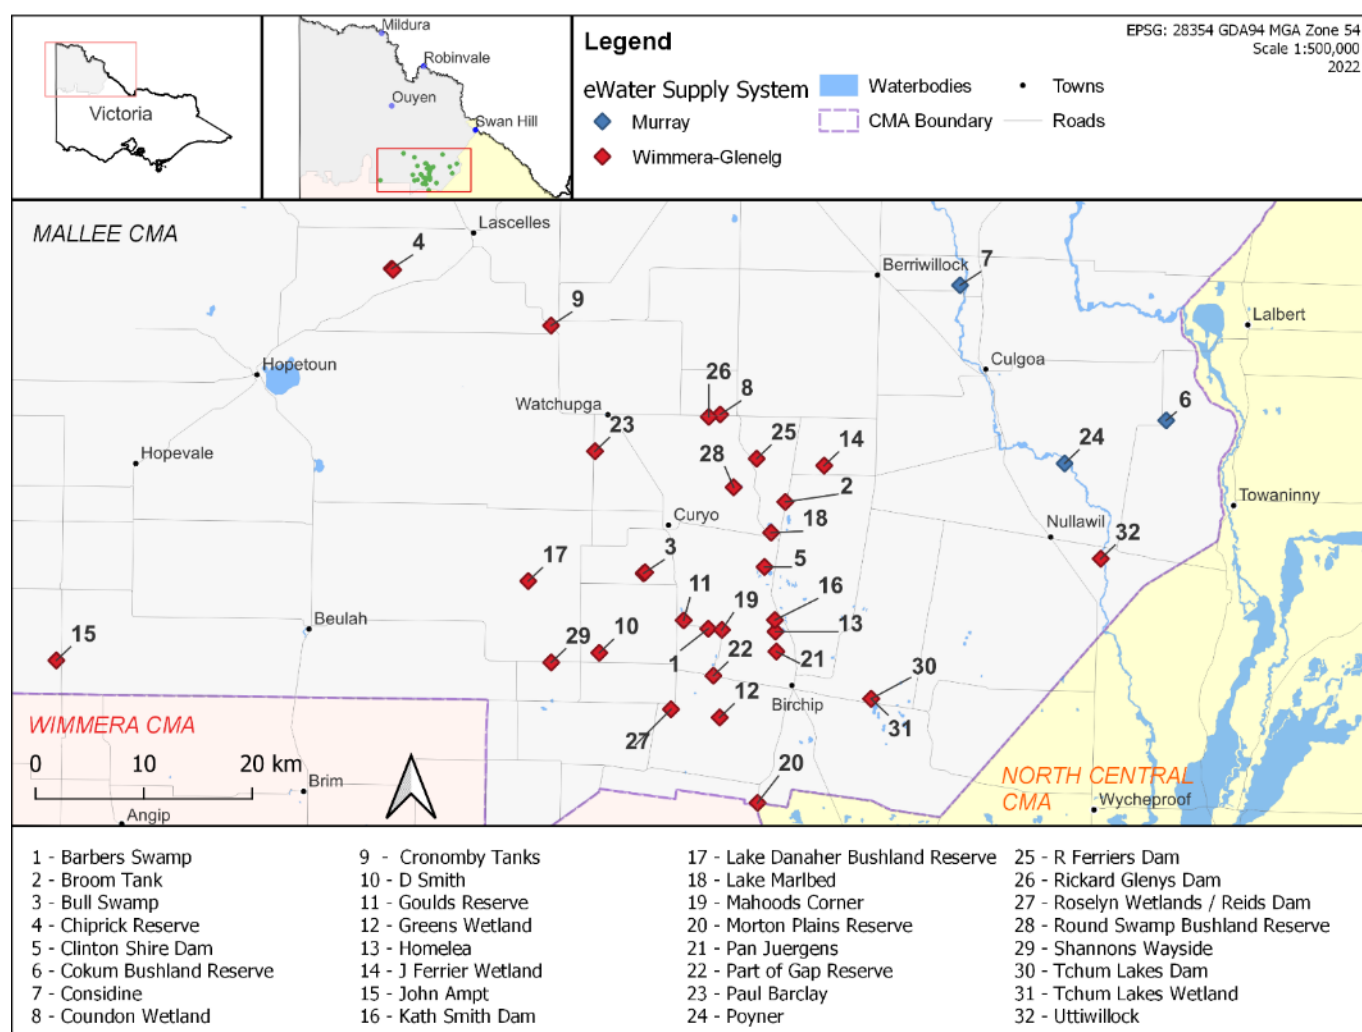 Victoria
Mildura
Robinvale
Ouyen
Swan Hill
Legend
eWater Supply System
Murray
Wimmera-Glenelg
Waterbodies
CMA Boundary
Towns
Roads
EPSG: 28354 GDA94 MGA Zone 54
Scale 1:500,000
2022
MALLEE CMA
Lascelles
4
Berriwillock
7
9
Lalbert
Hopetoun
Culgoa
26
8
Watchupga
6
23
25
14
24
Hopevale
28
2
Towaninny
Curyo
18
Nullawil
32
17
3
5
11
19
16
Beulah
15
29
10
1
22
13
21
30
12
Birchip
31
WIMMERA CMA
27
0 10 20 km
20
NORTH CENTRAL
CMA
Brim
Wycheproof
Angip
1 - Barbers Swamp
2 - Broom Tank
3 - Bull Swamp
4 - Chiprick Reserve
5 - Clinton Shire Dam
6 - Cokum Bushland Reserve
7 - Considine
8 - Coundon Wetland
9 - Cronomby Tanks
10 - D Smith
11 - Goulds Reserve
12 - Greens Wetland
13 - Homelea
14 - J Ferrier Wetland
15 - John Ampt
16 - Kath Smith Dam
17 - Lake Danaher Bushland Reserve
18 - Lake Marlbed
19 - Mahoods Corner
20 - Morton Plains Reserve
21 - Pan Juergens
22 - Part of Gap Reserve
23 - Paul Barclay
24 - Poyner
25 - R Ferriers Dam
26 - Rickard Glenys Dam
27 - Roselyn Wetlands / Reids Dam
28 - Round Swamp Bushland Reserve
29 - Shannons Wayside
30 - Tchum Lakes Dam
31 - Tchum Lakes Wetland
32 - Uttiwillock